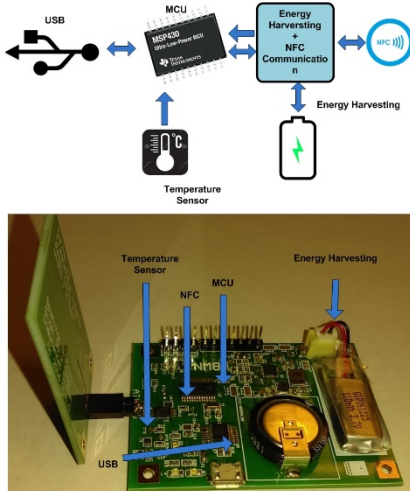 USB
MCU
MSP430
Ultra-Low-Power MCU
TEXAS
INSTRUMENTS
Energy
Harversting
+
NFC
Communicatio
n
NFC
Energy Harvesting
°C
Temperature
Sensor
Temperature
Sensor
NFC
MCU
Energy Harvesting
USB